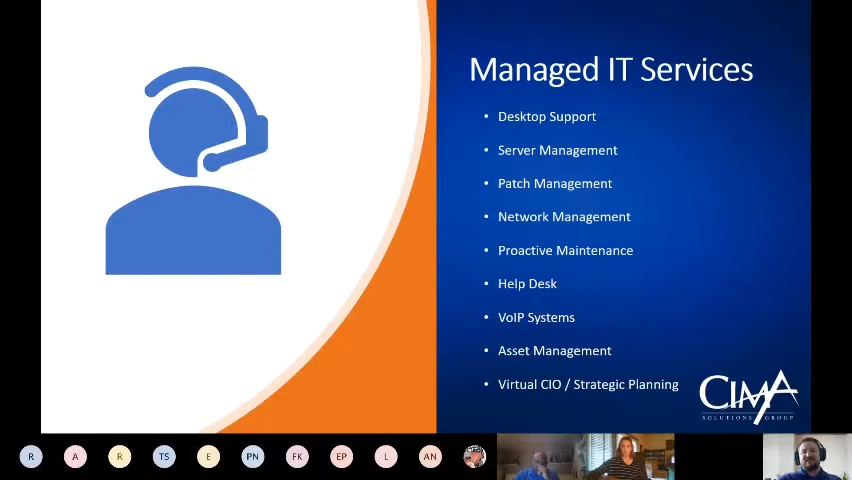 Managed IT Services
• Desktop Support
• Server Management
• Patch Management
• Network Management
• Proactive Maintenance
• Help Desk
• VoIP Systems
• Asset Management
• Virtual CIO / Strategic Planning
CIMA
SOLUTIONS GROUP
R A R TS E PN FK EP L AN